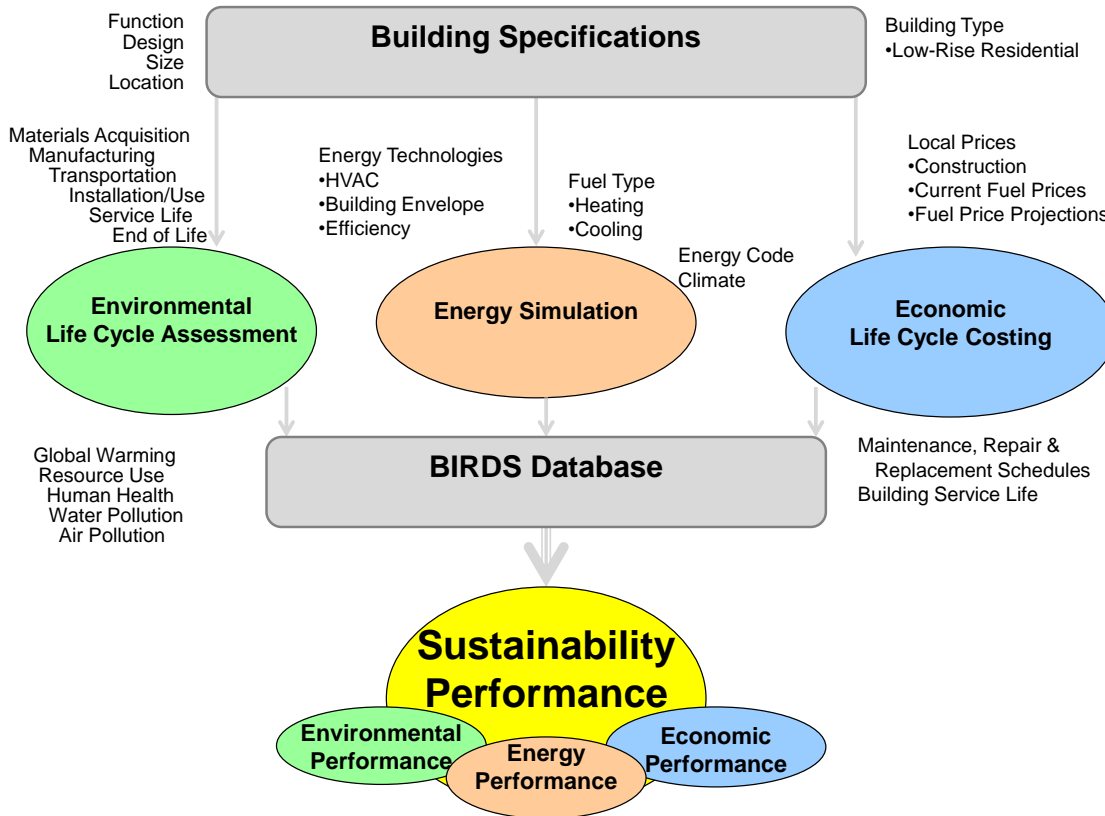 Function
Design
Size
Location
Building Specifications
Building Type
•Low-Rise Residential
Materials Acquisition
Manufacturing
Transportation
Installation/Use
Service Life
End of Life
Energy Technologies
•HVAC
•Building Envelope
•Efficiency
Fuel Type
•Heating
•Cooling
Local Prices
•Construction
•Current Fuel Prices
•Fuel Price Projections
Energy Code
Climate
Environmental
Life Cycle Assessment
Energy Simulation
Economic
Life Cycle Costing
Global Warming
Resource Use
Human Health
Water Pollution
Air Pollution
BIRDS Database
Maintenance, Repair &
Replacement Schedules
Building Service Life
Sustainability
Performance
Environmental
Performance
Energy
Performance
Economic
Performance